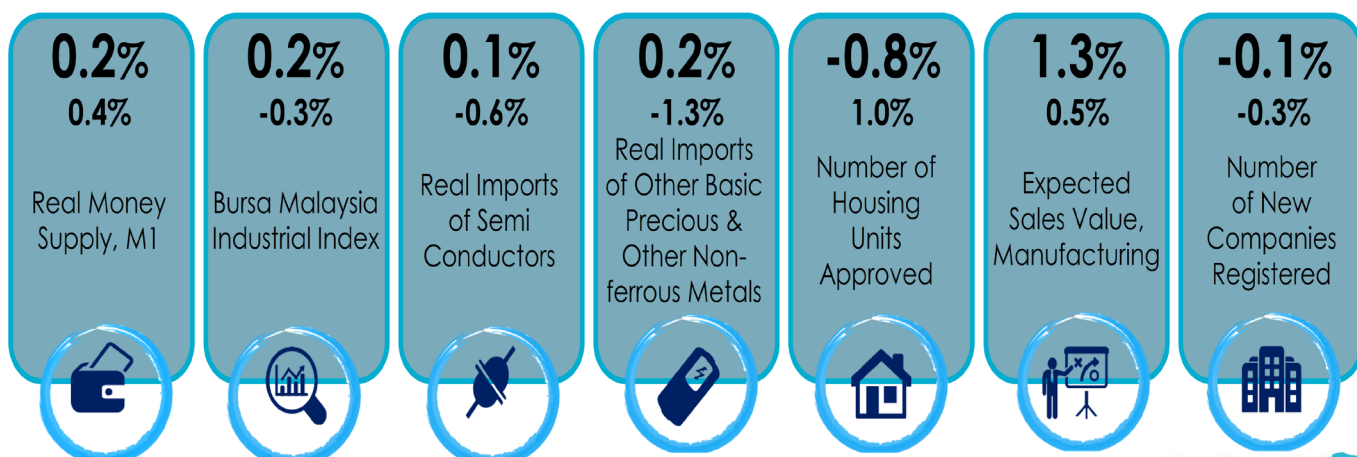 0.2%
0.4%
Real Money
Supply, M1
0.2%
-0.3%
Bursa Malaysia
Industrial Index
0.1%
-0.6%
Real Imports
of Semi
Conductors
0.2%
-1.3%
Real Imports
of Other Basic
Precious &
Other Non-
ferrous Metals
-0.8%
1.0%
Number of
Housing
Units
Approved
1.3%
0.5%
Expected
Sales Value,
Manufacturing
-0.1%
-0.3%
Number
of New
Companies
Registered